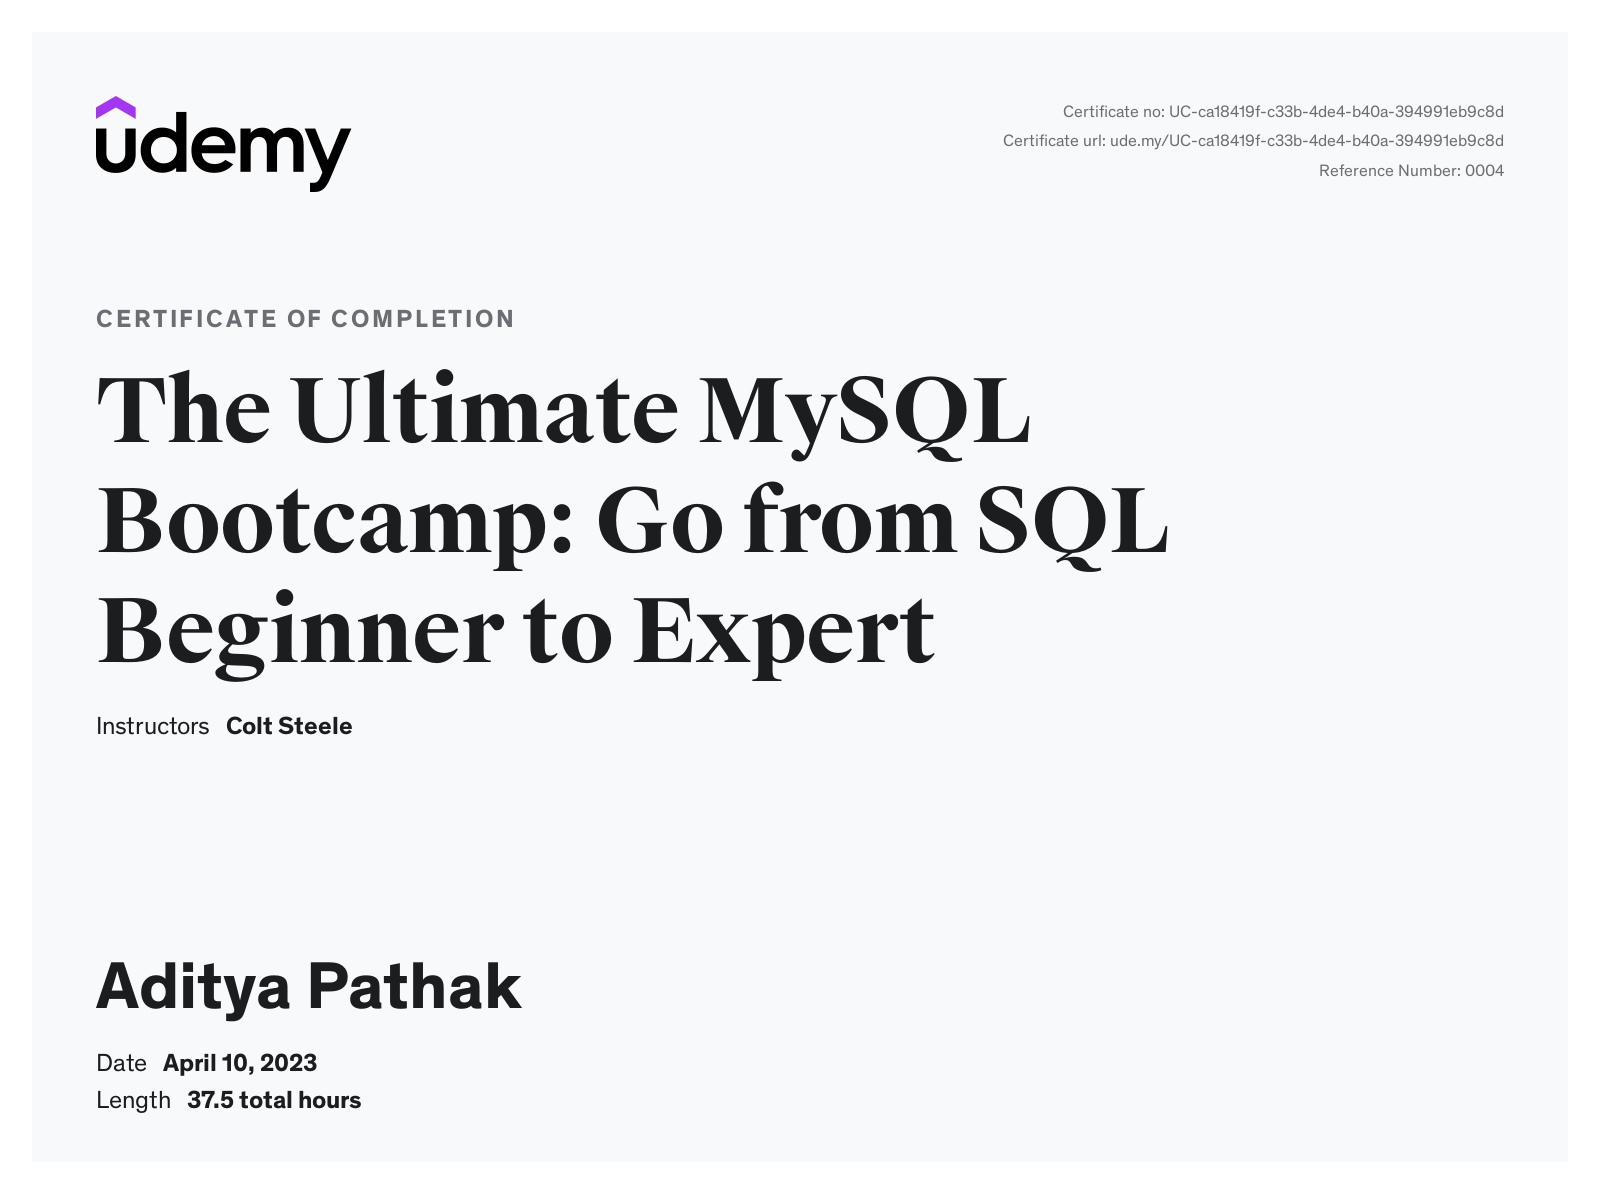 udemy
Certificate no: UC-ca18419f-c33b-4de4-b40a-394991eb9c8d
Certificate url: ude.my/UC-ca18419f-c33b-4de4-b40a-394991eb9c8d
Reference Number: 0004
CERTIFICATE OF COMPLETION
The Ultimate MySQL
Bootcamp: Go from SQL
Beginner to Expert
Instructors Colt Steele
Aditya Pathak
Date April 10, 2023
Length 37.5 total hours